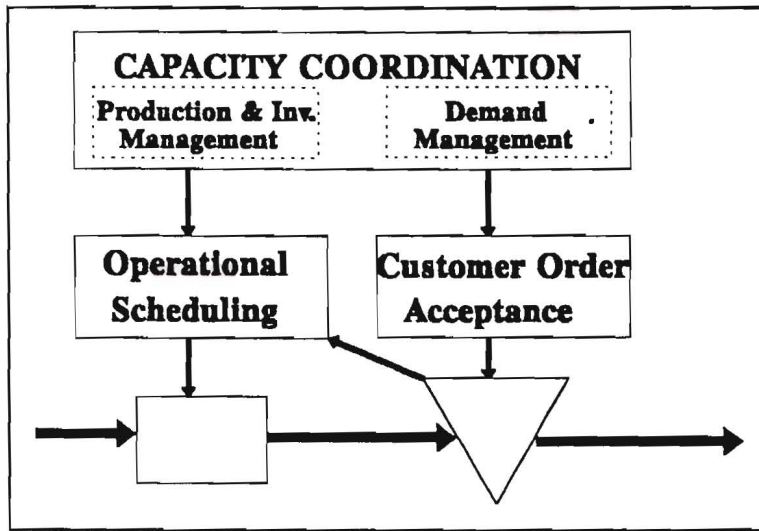 CAPACITY COORDINATION
Production & Inv.
Management
Demand
Management
Operational
Scheduling
Customer Order
Acceptance